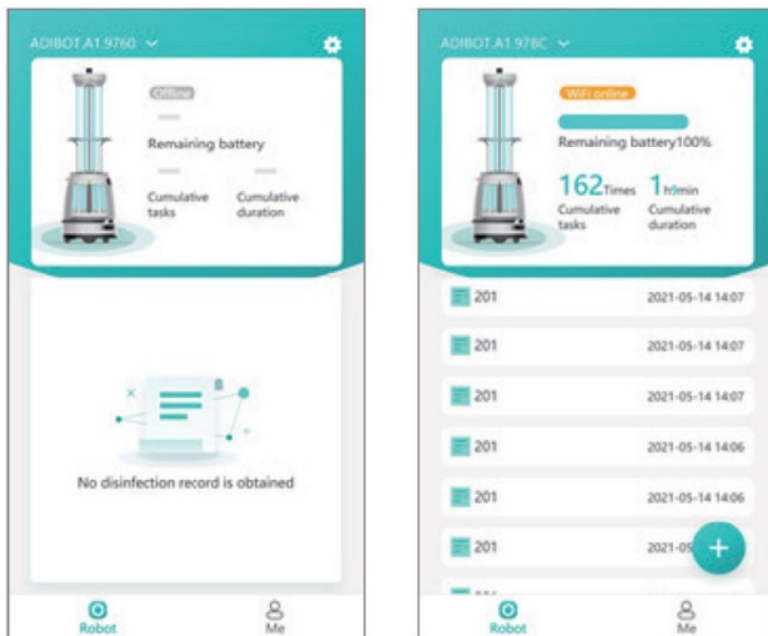 ADIBOT.A1.9760
Offline
Remaining battery
Cumulative tasks
Cumulative duration
No disinfection record is obtained
Robot
Me
ADIBOT.A1.978C
WiFi online
Remaining battery100%
162Times
1h9min
Cumulative tasks
Cumulative duration
201 2021-05-14 14:07
201 2021-05-14 14:07
201 2021-05-14 14:07
201 2021-05-14 14:06
201 2021-05-14 14:06
201 2021-05
Robot
Me